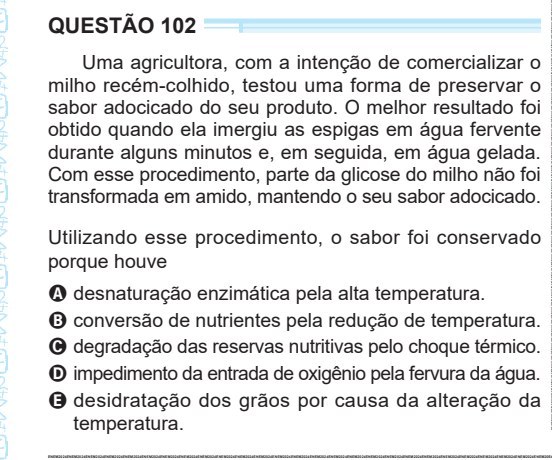 QUESTÃO 102
Uma agricultora, com a intenção de comercializar o
milho recém-colhido, testou uma forma de preservar o
sabor adocicado do seu produto. O melhor resultado foi
obtido quando ela imergiu as espigas em água fervente
durante alguns minutos e, em seguida, em água gelada.
Com esse procedimento, parte da glicose do milho não foi
transformada em amido, mantendo o seu sabor adocicado.
Utilizando esse procedimento, o sabor foi conservado
porque houve
A desnaturação enzimática pela alta temperatura.
B conversão de nutrientes pela redução de temperatura.
C degradação das reservas nutritivas pelo choque térmico.
D impedimento da entrada de oxigênio pela fervura da água.
E desidratação dos grãos por causa da alteração da
temperatura.